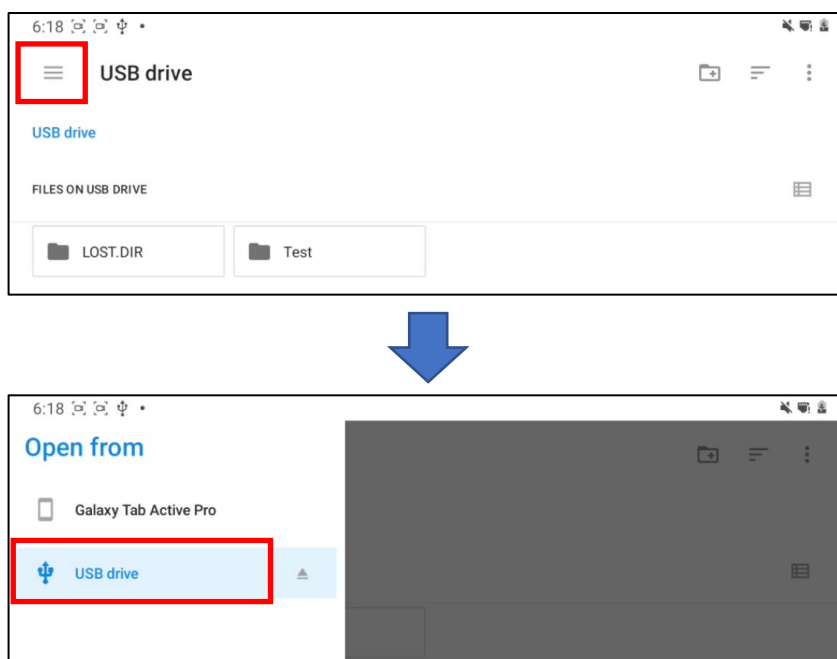 6:18
USB drive
USB drive
FILES ON USB DRIVE
LOST.DIR
Test
6:18
Open from
Galaxy Tab Active Pro
USB drive